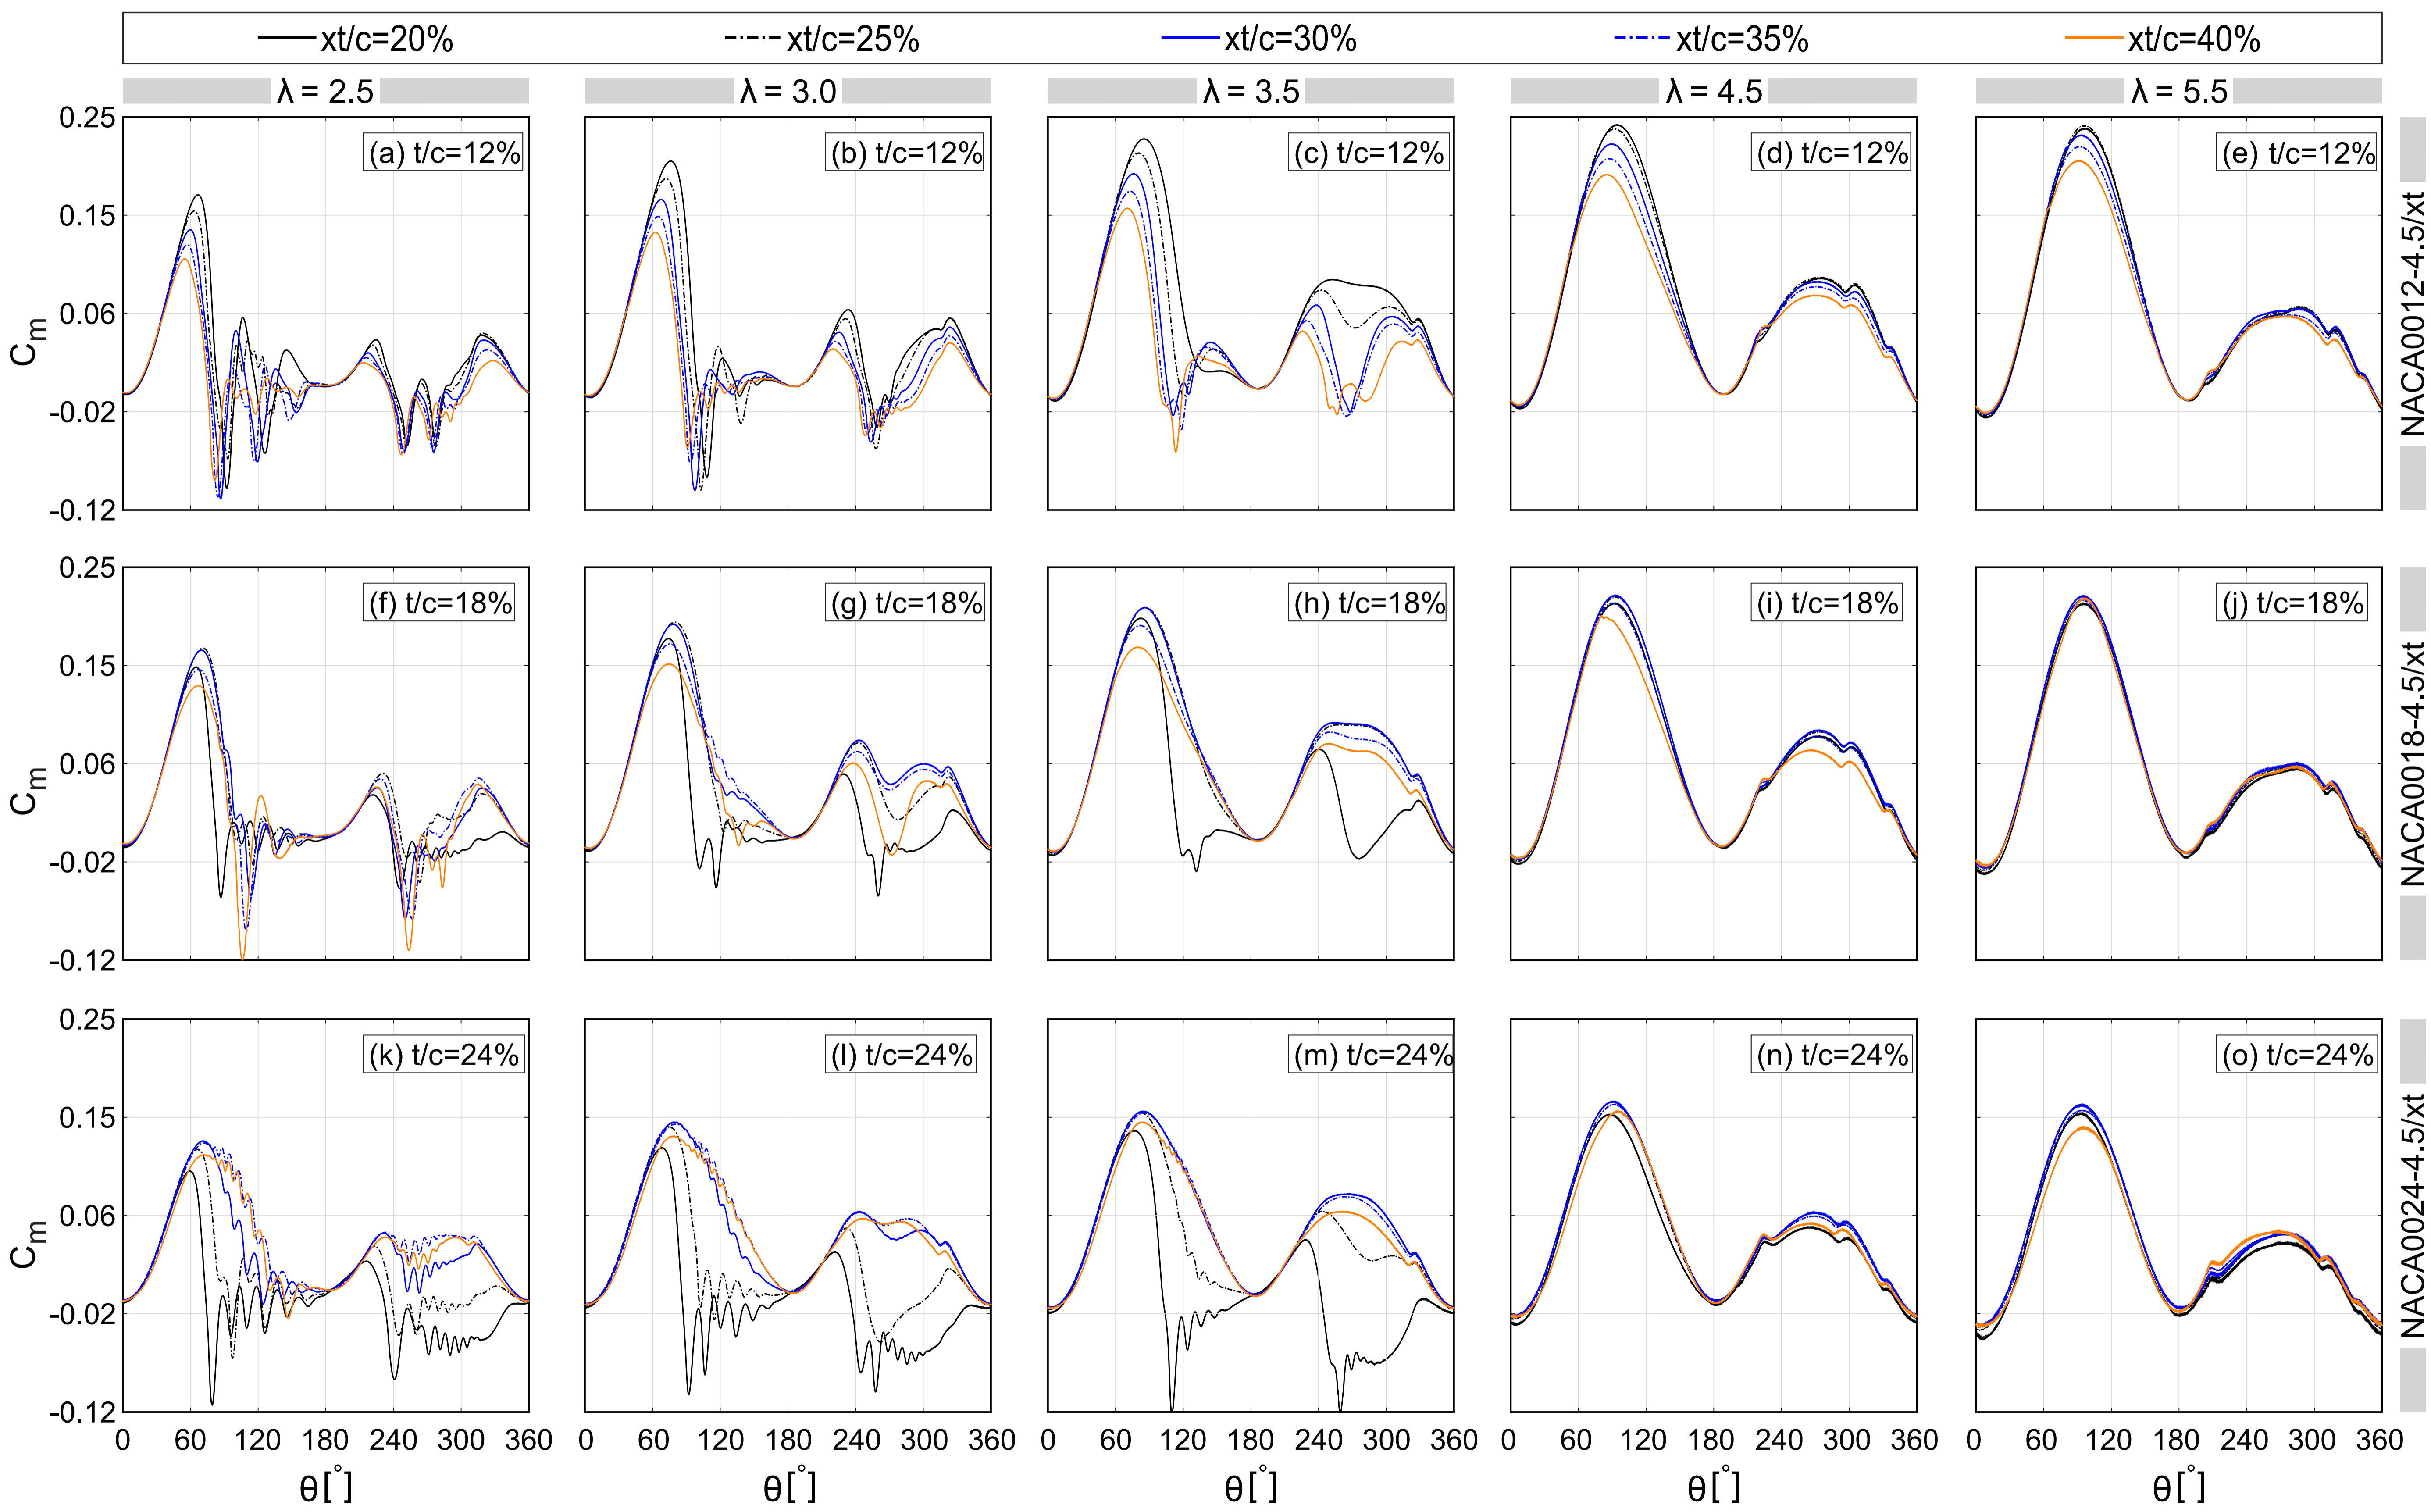 xt/c=20% xt/c=25% xt/c=30% xt/c=35% xt/c=40%
λ = 2.5 λ = 3.0 λ = 3.5 λ = 4.5 λ = 5.5
0.25
0.15
0.06
-0.02
-0.12
Cm
(a) t/c=12%
(b) t/c=12%
(c) t/c=12%
(d) t/c=12%
(e) t/c=12%
NACA0012-4.5/xt
0.25
0.15
0.06
-0.02
-0.12
Cm
(f) t/c=18%
(g) t/c=18%
(h) t/c=18%
(i) t/c=18%
(j) t/c=18%
NACA0018-4.5/xt
0.25
0.15
0.06
-0.02
-0.12
Cm
(k) t/c=24%
(l) t/c=24%
(m) t/c=24%
(n) t/c=24%
(o) t/c=24%
NACA0024-4.5/xt
0 60 120 180 240 300 360
0 60 120 180 240 300 360
0 60 120 180 240 300 360
0 60 120 180 240 300 360
0 60 120 180 240 300 360
θ[°] θ[°] θ[°] θ[°] θ[°]